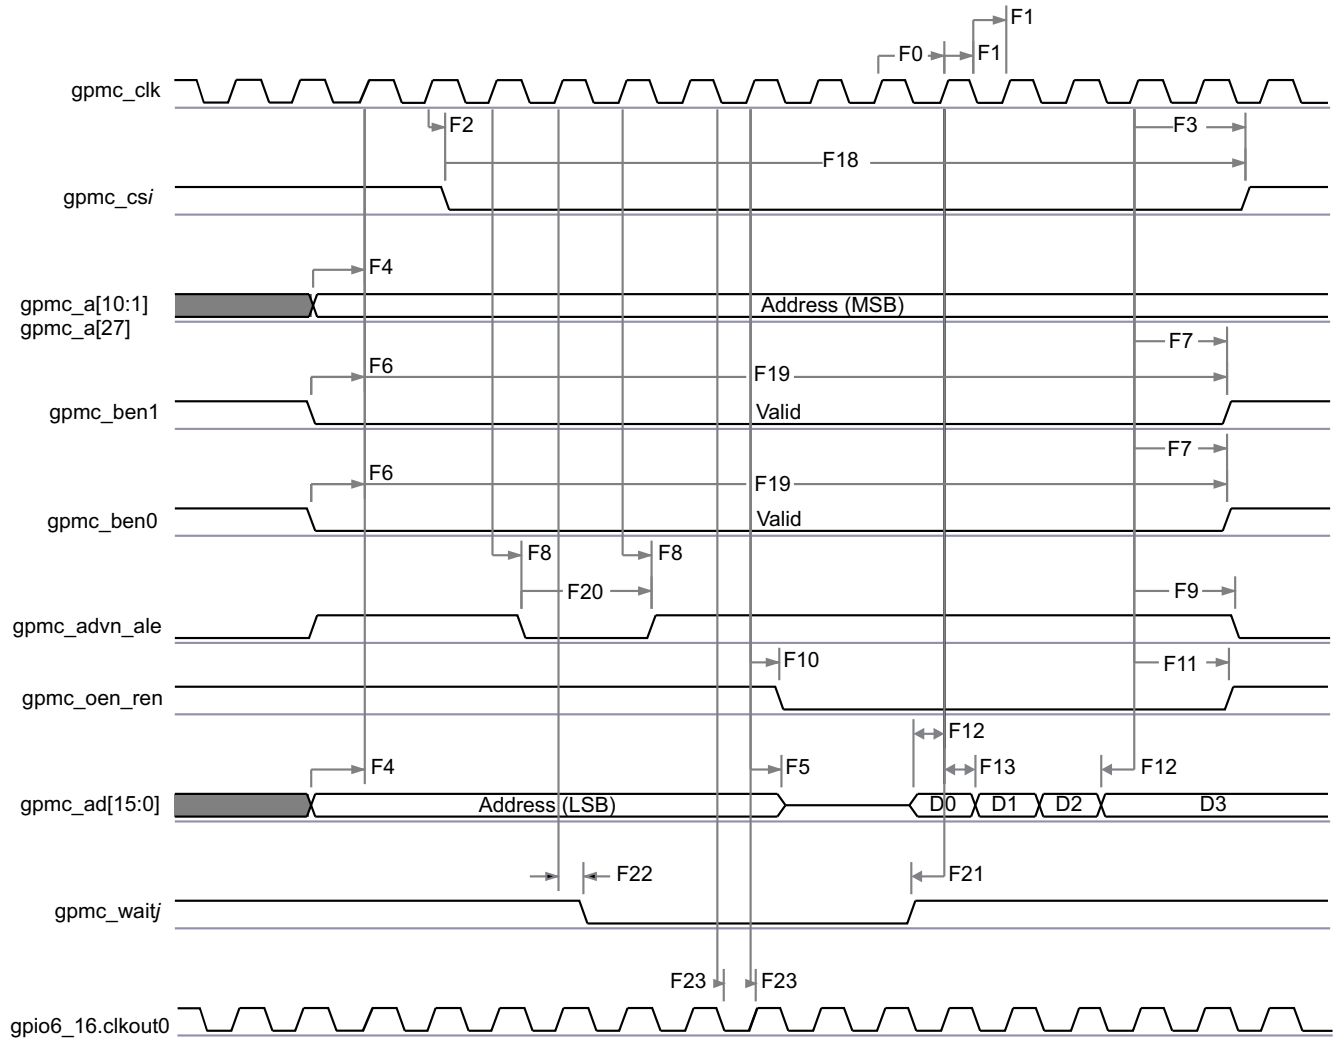 F1
F0
F1
gpmc_clk
F2
F3
F18
gpmc_csi
F4
gpmc_a[10:1]
Address (MSB)
gpmc_a[27]
F7
F6
F19
gpmc_ben1
Valid
F7
F6
F19
gpmc_ben0
Valid
F8
F8
F20
F9
gpmc_advn_ale
F10
F11
gpmc_oen_ren
F12
F4
F5
F13
F12
gpmc_ad[15:0]
Address (LSB)
D0
D1
D2
D3
F22
F21
gpmc_waitj
F23
F23
gpio6_16.clkout0